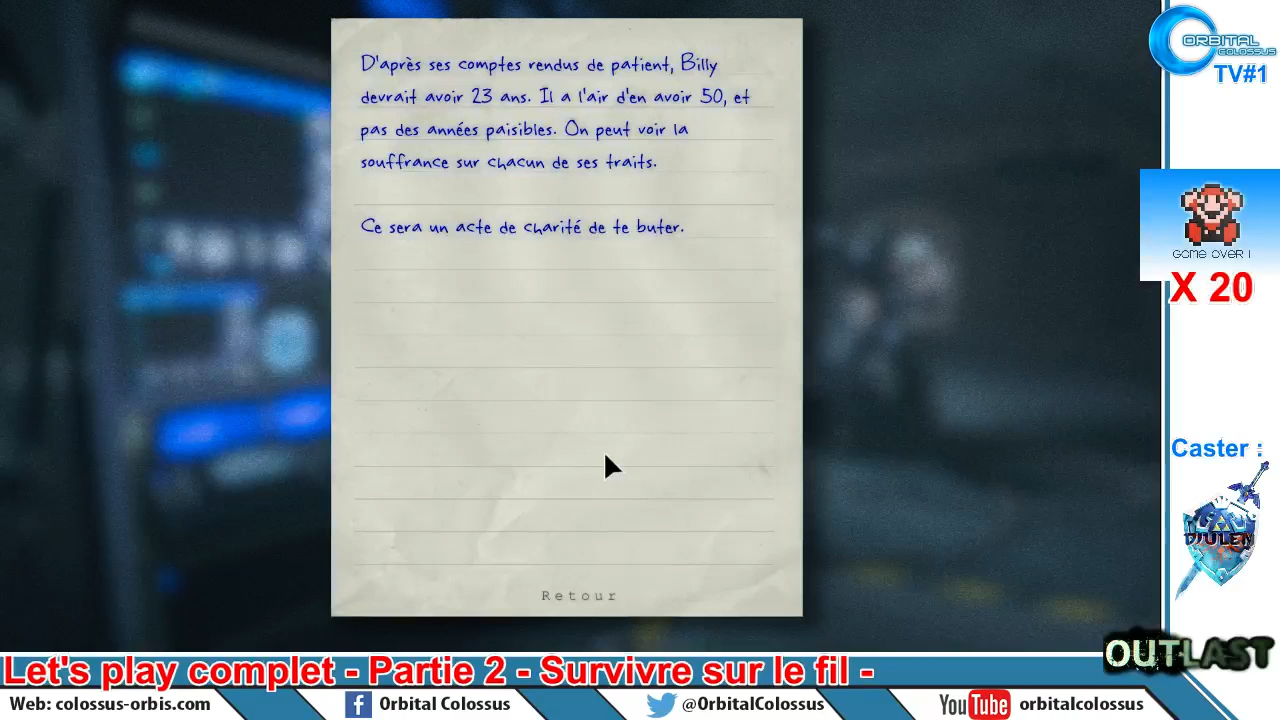 D'après ses comptes rendus de patient, Billy
devrait avoir 23 ans. Il a l'air d'en avoir 50, et
pas des années paisibles. On peut voir la
souffrance sur chacun de ses traits.
Ce sera un acte de charité de te buter.
Retour
ORBITAL
COLOSSUS
TV#1
GAME OVER !
X 20
Caster :
DJULEN
OUTLAST
Let's play complet - Partie 2 - Survivre sur le fil -
Web: colossus-orbis.com
Orbital Colossus
@OrbitalColossus
YouTube orbitalcolossus